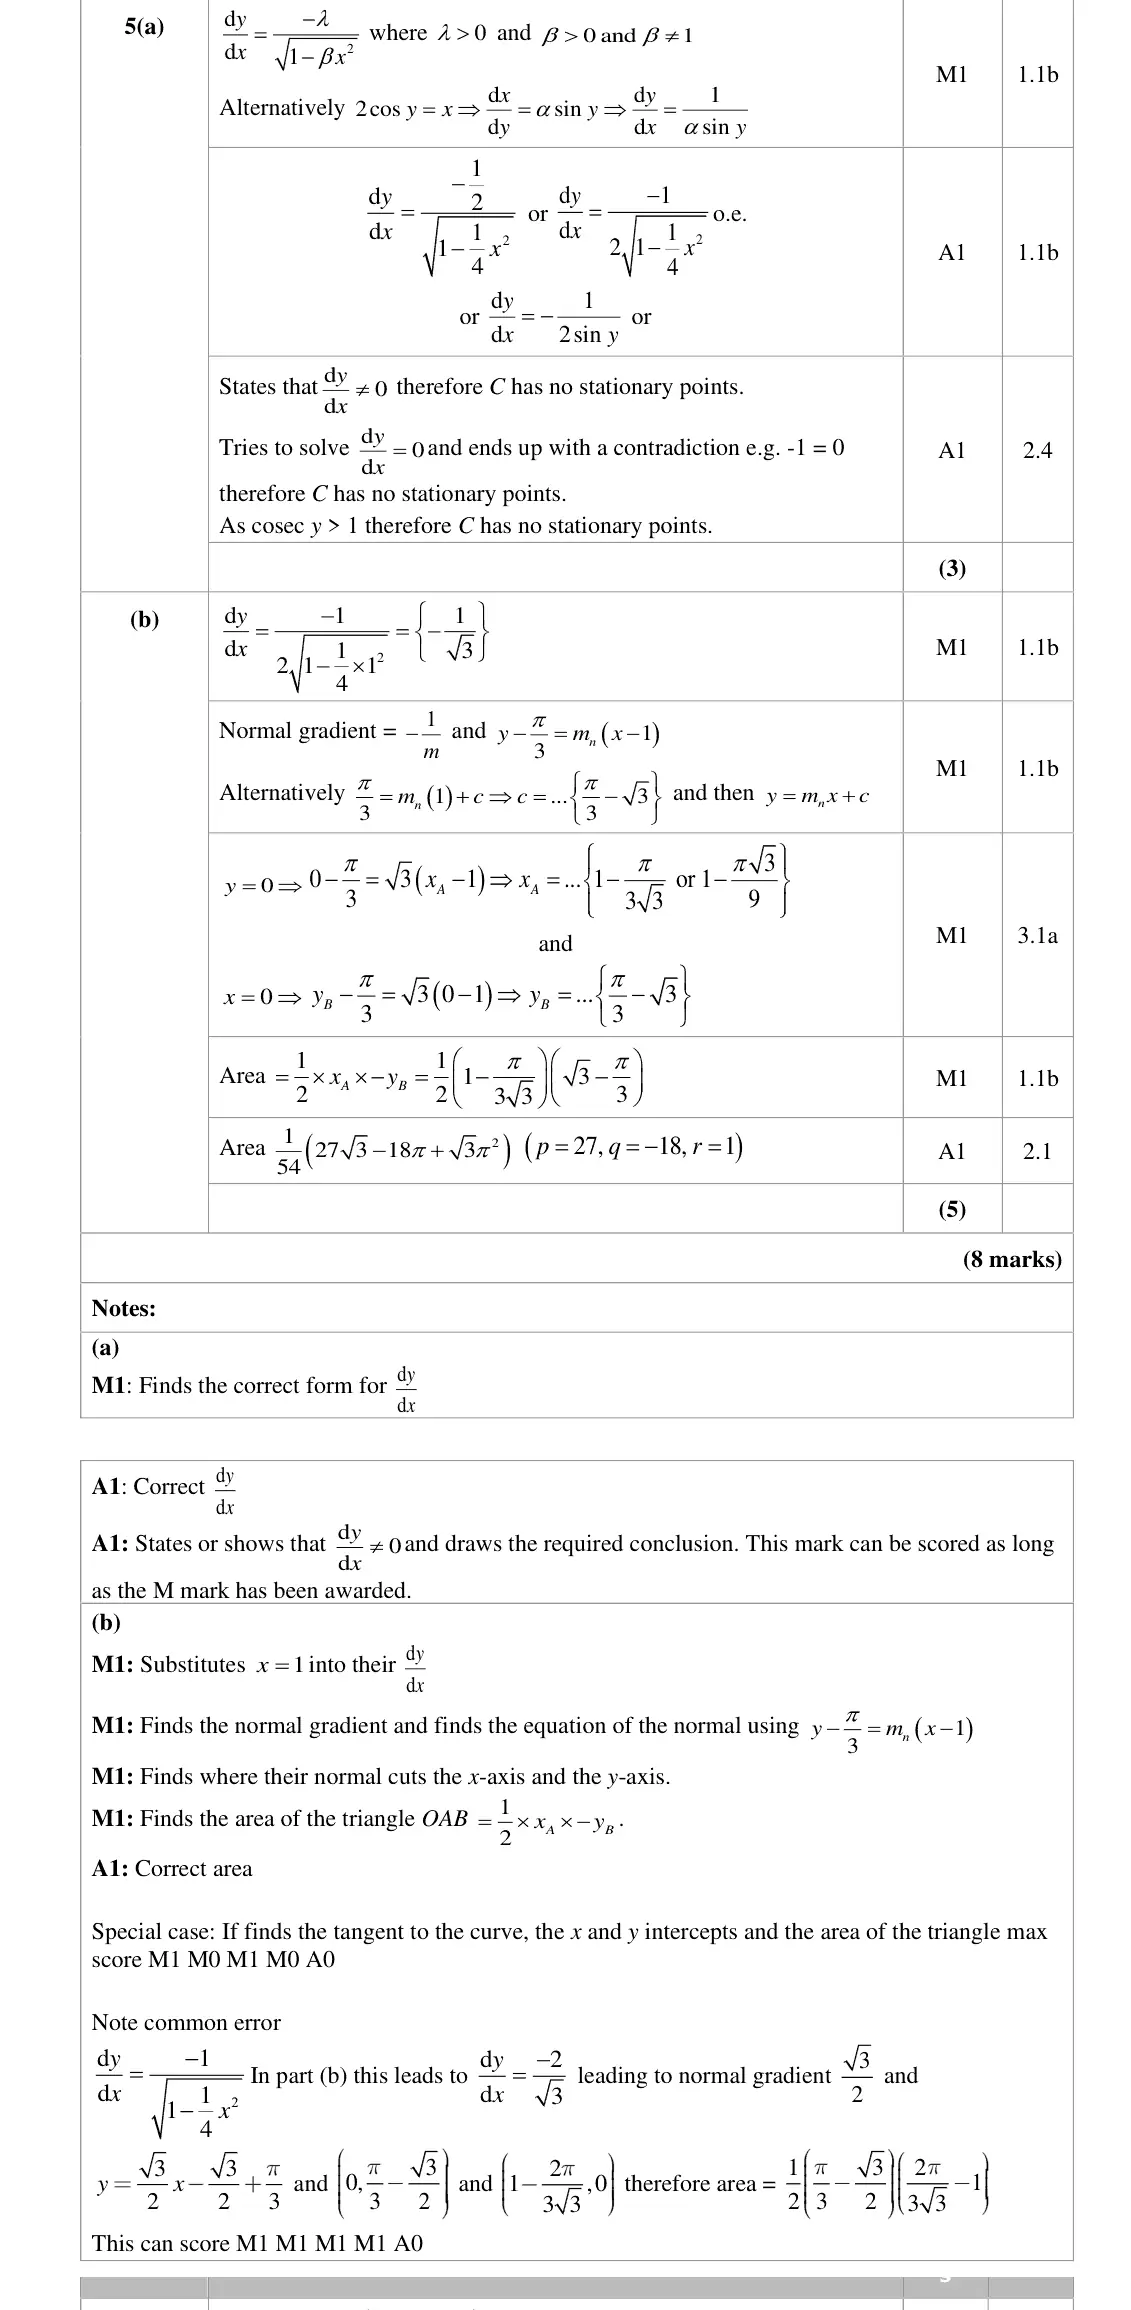 5(a)
dy/dx = −λ/√(1−βx²) where λ > 0 and β > 0 and β ≠ 1
M1 1.1b
Alternatively 2cos y = x ⇒ dx/dy = α sin y ⇒ dy/dx = 1/(α sin y)
dy/dx = −(1/2)/√(1−(1/4)x²) or dy/dx = −1/(2√(1−(1/4)x²)) o.e.
A1 1.1b
or dy/dx = −1/(2sin y) or
States that dy/dx ≠ 0 therefore C has no stationary points.
Tries to solve dy/dx = 0 and ends up with a contradiction e.g. -1 = 0
A1 2.4
therefore C has no stationary points.
As cosec y > 1 therefore C has no stationary points.
(3)
(b)
dy/dx = −1/(2√(1−(1/4)×1²)) = {−1/√3}
M1 1.1b
Normal gradient = −1/m and y − π/3 = mₙ(x−1)
M1 1.1b
Alternatively π/3 = mₙ(1) + c ⇒ c = ...{π/3 − √3} and then y = mₙx + c
y = 0 ⇒ 0 − π/3 = √3(x_A − 1) ⇒ x_A = ...{1 − π/(3√3) or 1 − π√3/9}
and
M1 3.1a
x = 0 ⇒ y_B − π/3 = √3(0−1) ⇒ y_B = ...{π/3 − √3}
Area = 1/2 × x_A × −y_B = 1/2(1 − π/(3√3))(√3 − π/3)
M1 1.1b
Area 1/54(27√3 − 18π + √3π²) (p = 27, q = −18, r = 1)
A1 2.1
(5)
(8 marks)
Notes:
(a)
M1: Finds the correct form for dy/dx
A1: Correct dy/dx
A1: States or shows that dy/dx ≠ 0 and draws the required conclusion. This mark can be scored as long
as the M mark has been awarded.
(b)
M1: Substitutes x = 1 into their dy/dx
M1: Finds the normal gradient and finds the equation of the normal using y − π/3 = mₙ(x−1)
M1: Finds where their normal cuts the x-axis and the y-axis.
M1: Finds the area of the triangle OAB = 1/2 × x_A × −y_B .
A1: Correct area
Special case: If finds the tangent to the curve, the x and y intercepts and the area of the triangle max
score M1 M0 M1 M0 A0
Note common error
dy/dx = −1/√(1−(1/4)x²) In part (b) this leads to dy/dx = −2/√3 leading to normal gradient √3/2 and
y = (√3/2)x − √3/2 + π/3 and (0, π/3 − √3/2) and (1 − 2π/(3√3), 0) therefore area = 1/2(π/3 − √3/2)(2π/(3√3) − 1)
This can score M1 M1 M1 M1 A0